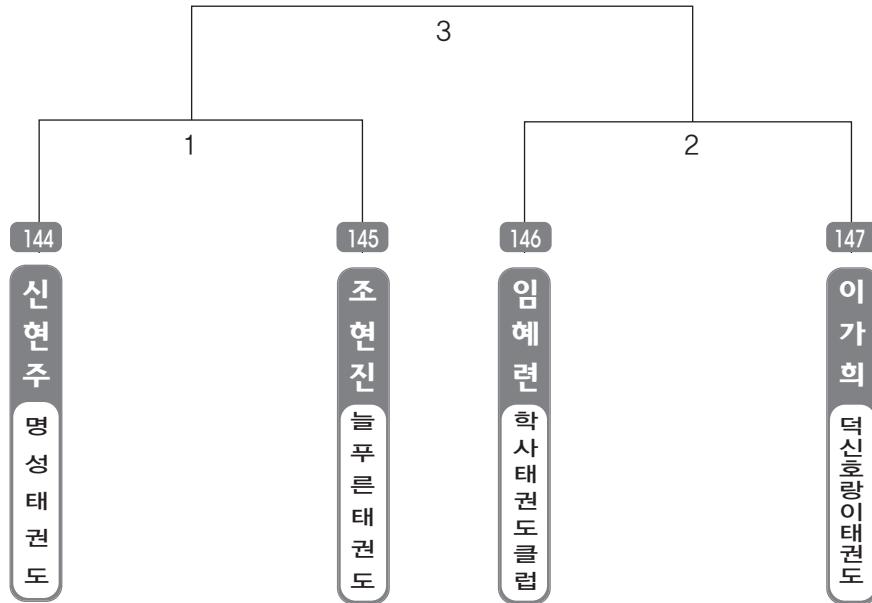 3
1
2
144
145
146
147
신현주
명성태권도
조현진
늘푸른태권도
임혜련
학사태권도클럽
이가희
덕신호랑이태권도